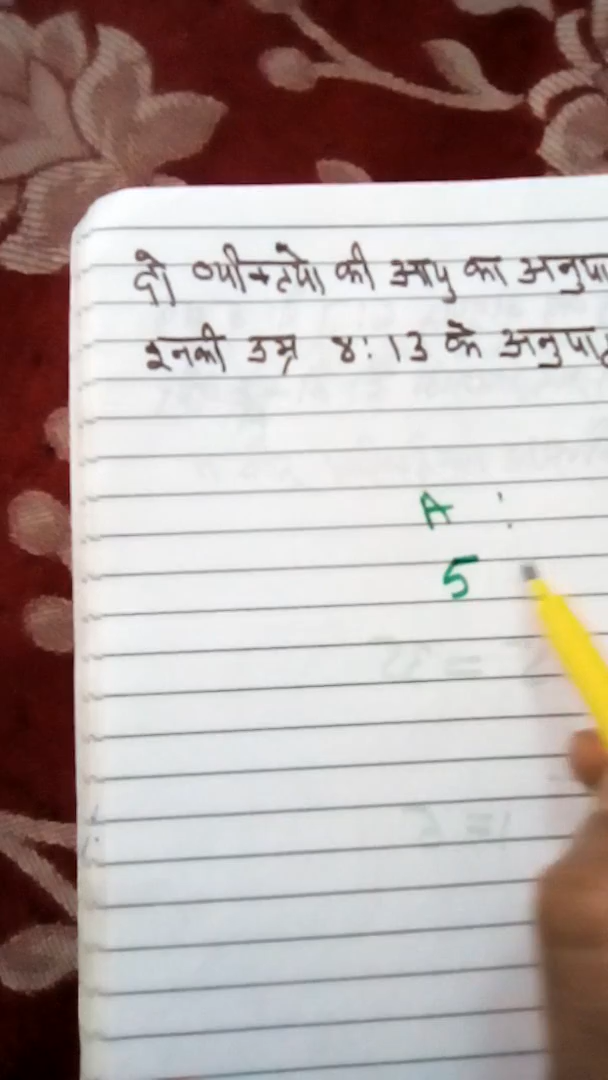 दो व्यक्तियों की आयु का अनुपा
इनकी उम्र 8:13 के अनुपात
A :
5